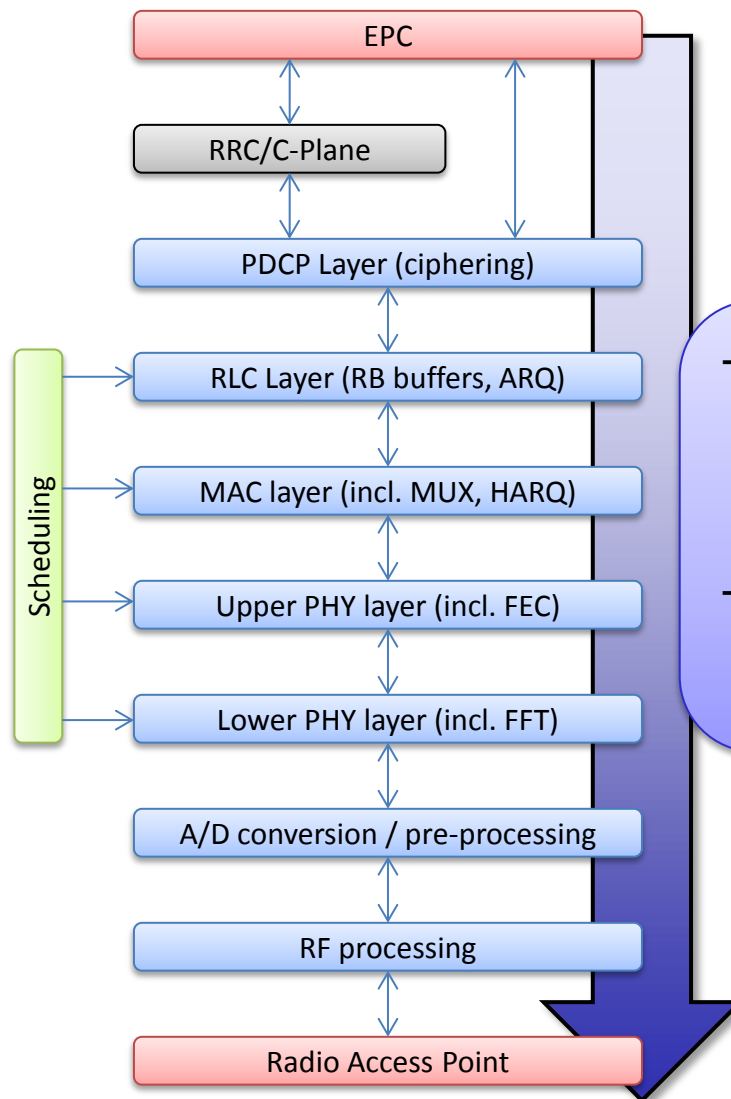 EPC
RRC/C-Plane
PDCP Layer (ciphering)
RLC Layer (RB buffers, ARQ)
MAC layer (incl. MUX, HARQ)
Upper PHY layer (incl. FEC)
Lower PHY layer (incl. FFT)
Scheduling
A/D conversion / pre-processing
RF processing
Radio Access Point